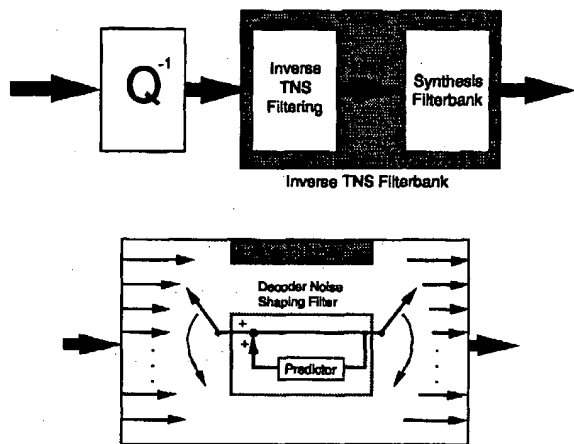 Q-1
Inverse
TNS
Filtering
Synthesis
Filterbank
Inverse TNS Filterbank
Decoder Noise
Shaping Filter
+
+
Predictor